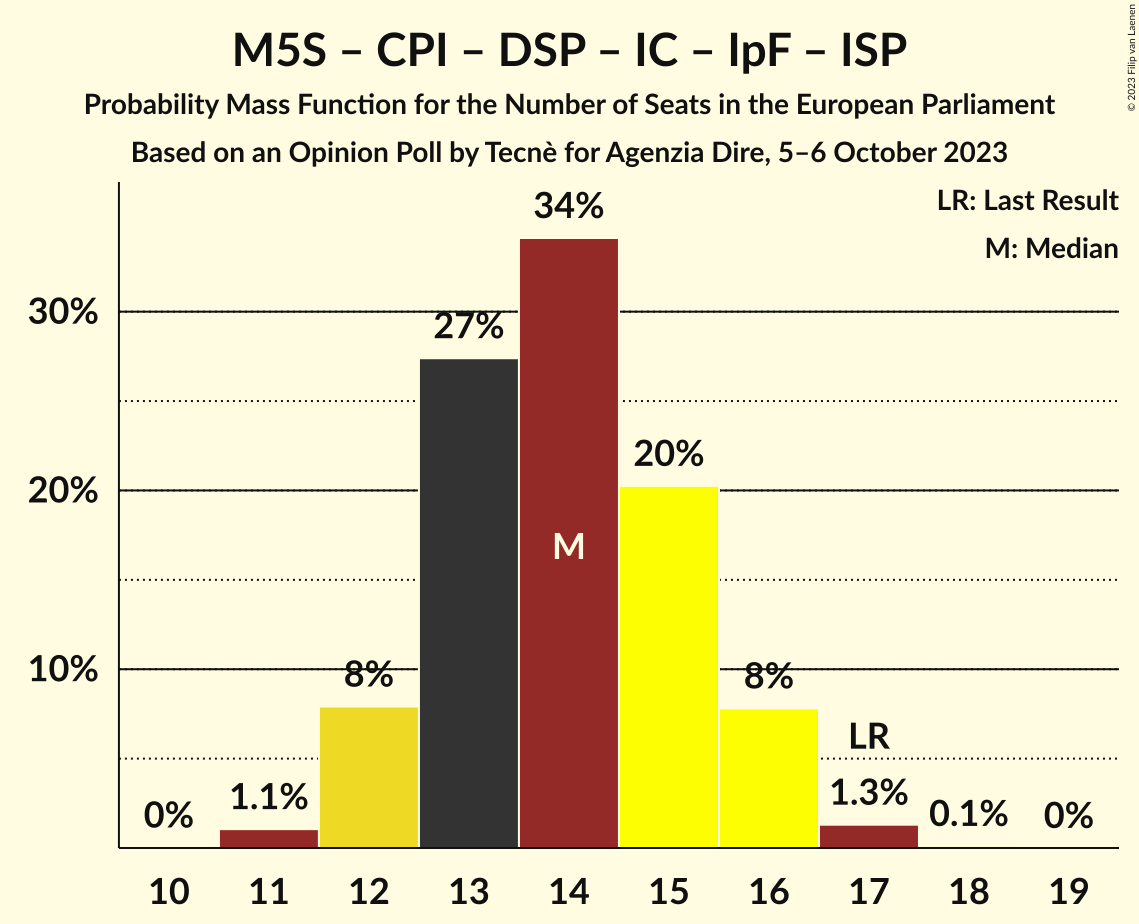 M5S – CPI – DSP – IC – IpF – ISP
Probability Mass Function for the Number of Seats in the European Parliament
Based on an Opinion Poll by Tecnè for Agenzia Dire, 5–6 October 2023
© 2023 Filip van Laenen
LR: Last Result
M: Median
34%
30%
27%
20%
20%
M
10%
8%
8%
LR
0%
1.1%
1.3%
0.1%
0%
10 11 12 13 14 15 16 17 18 19